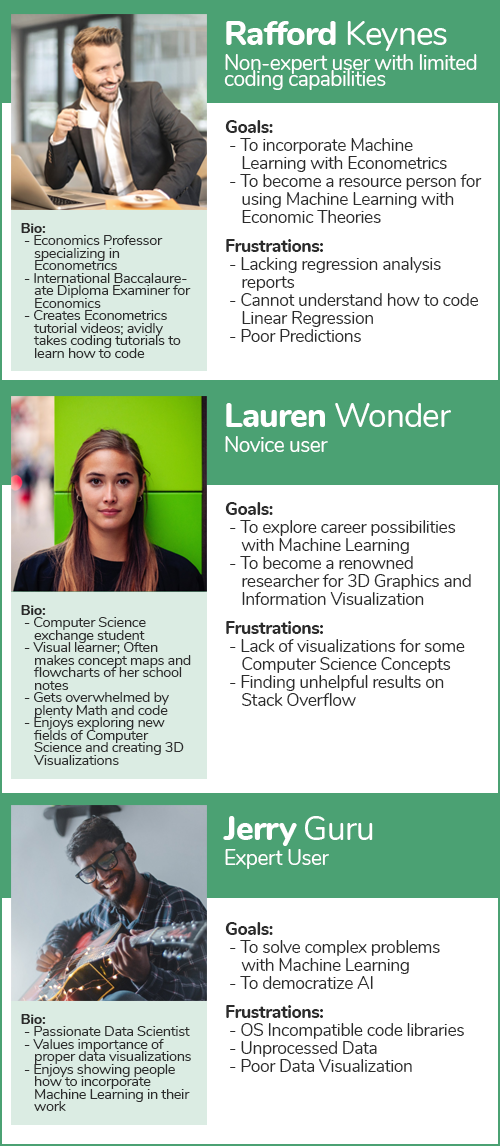 Rafford Keynes
Non-expert user with limited
coding capabilities
Goals:
- To incorporate Machine
Learning with Econometrics
- To become a resource person for
using Machine Learning with
Economic Theories
Frustrations:
- Lacking regression analysis
reports
- Cannot understand how to code
Linear Regression
- Poor Predictions
Bio:
- Economics Professor
specializing in
Econometrics
- International Baccalaure-
ate Diploma Examiner for
Economics
- Creates Econometrics
tutorial videos; avidly
takes coding tutorials to
learn how to code
Lauren Wonder
Novice user
Goals:
- To explore career possibilities
with Machine Learning
- To become a renowned
researcher for 3D Graphics and
Information Visualization
Frustrations:
- Lack of visualizations for some
Computer Science Concepts
- Finding unhelpful results on
Stack Overflow
Bio:
- Computer Science
exchange student
- Visual learner; Often
makes concept maps and
flowcharts of her school
notes
- Gets overwhelmed by
plenty Math and code
- Enjoys exploring new
fields of Computer
Science and creating 3D
Visualizations
Jerry Guru
Expert User
Goals:
- To solve complex problems
with Machine Learning
- To democratize AI
Frustrations:
- OS Incompatible code libraries
- Unprocessed Data
- Poor Data Visualization
Bio:
- Passionate Data Scientist
- Values importance of
proper data visualizations
- Enjoys showing people
how to incorporate
Machine Learning in their
work